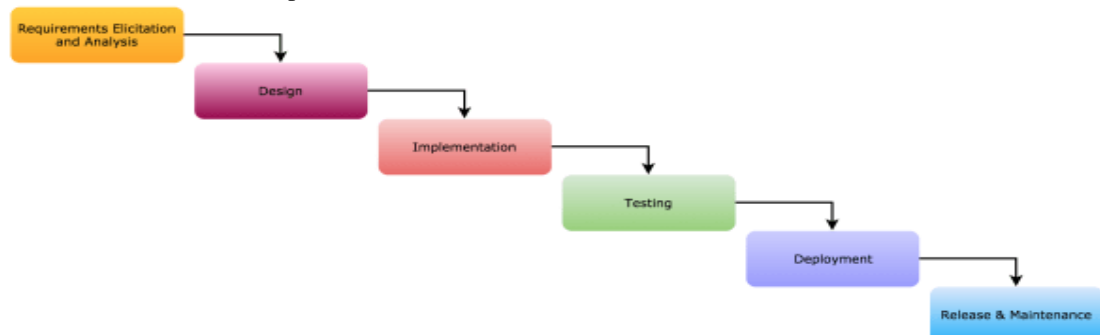 Requirements Elicitation
and Analysis
Design
Implementation
Testing
Deployment
Release & Maintenance